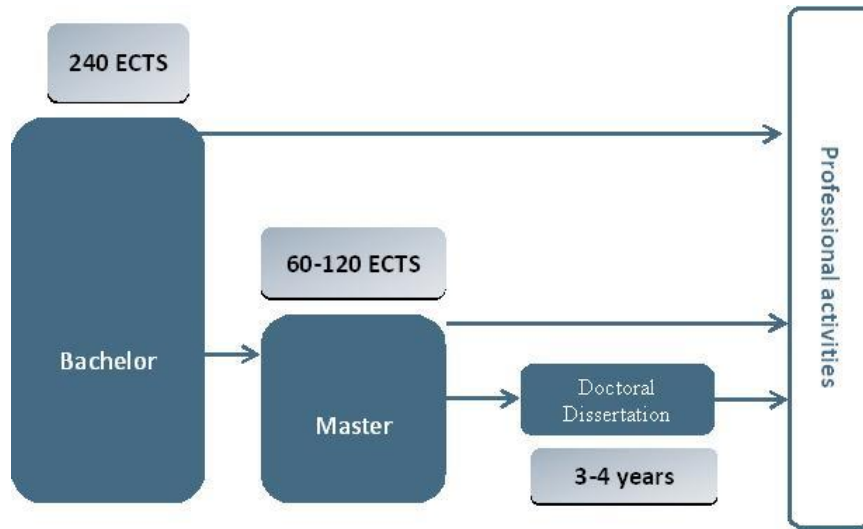 240 ECTS
60-120 ECTS
Bachelor
Master
Doctoral
Dissertation
3-4 years
Professional activities